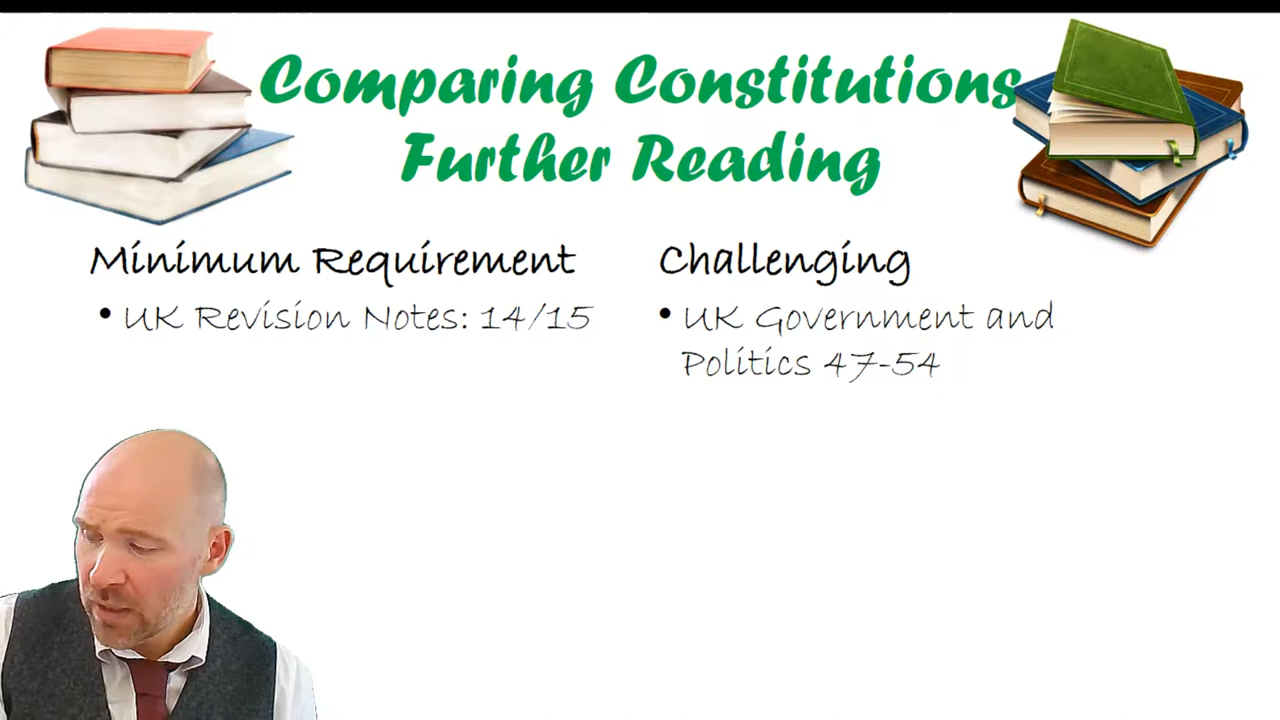 Comparing Constitutions
Further Reading
Minimum Requirement
• UK Revision Notes: 14/15
Challenging
• UK Government and
Politics 47-54